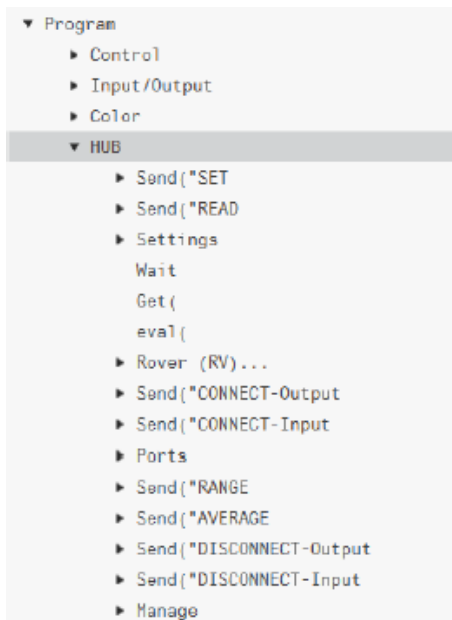 Program
Control
Input/Output
Color
HUB
Send("SET
Send("READ
Settings
Wait
Get(
eval(
Rover (RV)...
Send("CONNECT-Output
Send("CONNECT-Input
Ports
Send("RANGE
Send("AVERAGE
Send("DISCONNECT-Output
Send("DISCONNECT-Input
Manage